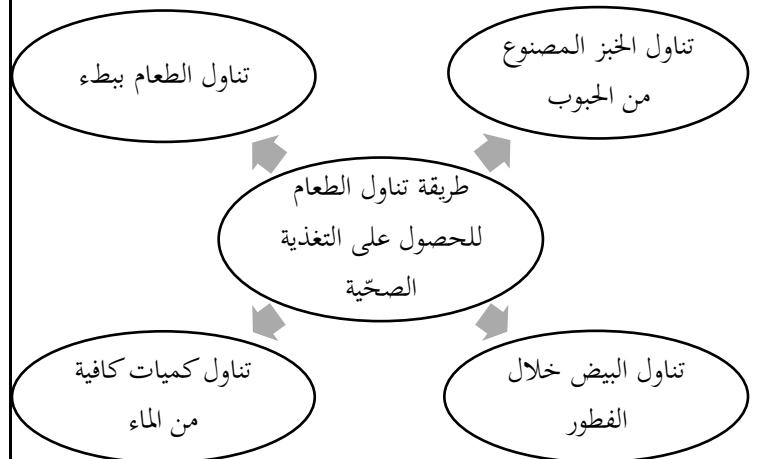 تناول الخبز المصنوع
من الحبوب
تناول الطعام ببطء
طريقة تناول الطعام
للحصول على التغذية
الصحّية
تناول البيض خلال
الفطور
تناول كميات كافية
من الماء